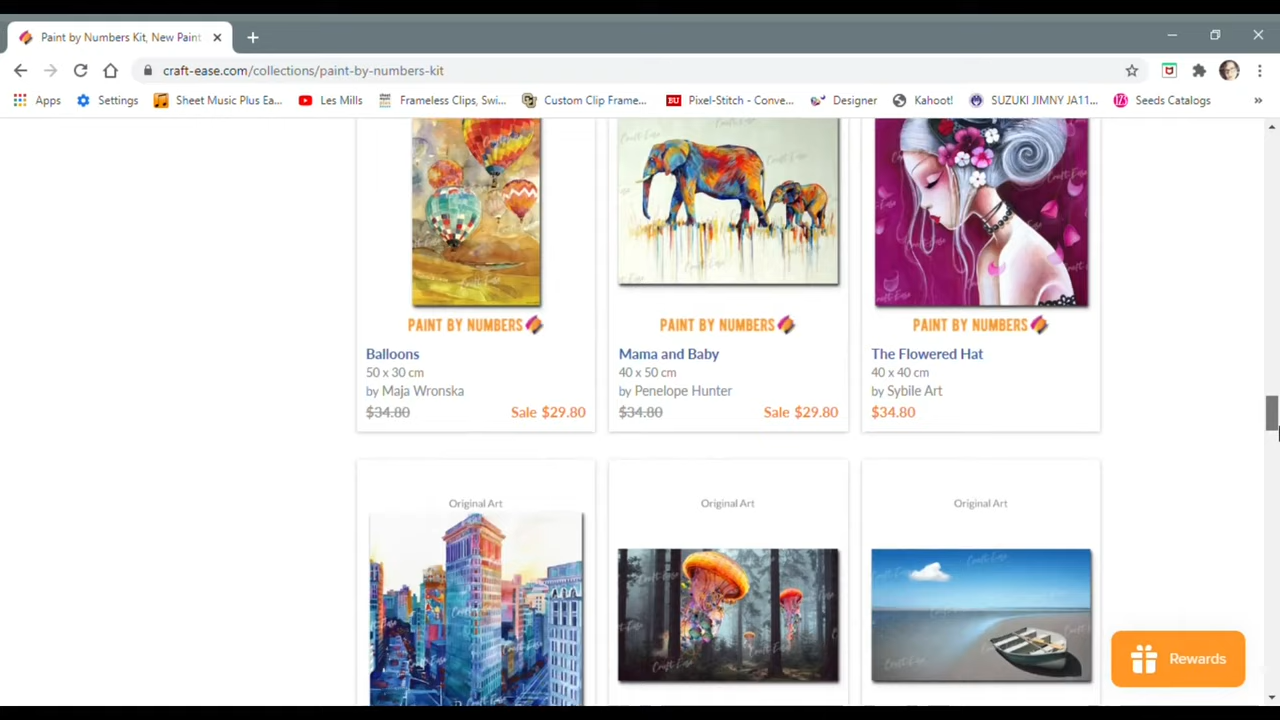 Paint by Numbers Kit, New Paint
craft-ease.com/collections/paint-by-numbers-kit
Apps Settings Sheet Music Plus Ea... Les Mills Frameless Clips, Swi... Custom Clip Frame... Pixel-Stitch - Conve... Designer Kahoot! SUZUKI JIMNY JA11... Seeds Catalogs »
PAINT BY NUMBERS PAINT BY NUMBERS PAINT BY NUMBERS
Balloons
50 x 30 cm
by Maja Wronska
$34.80 Sale $29.80
Mama and Baby
40 x 50 cm
by Penelope Hunter
$34.80 Sale $29.80
The Flowered Hat
40 x 40 cm
by Sybile Art
$34.80
Original Art Original Art Original Art
Craft Ease
Rewards